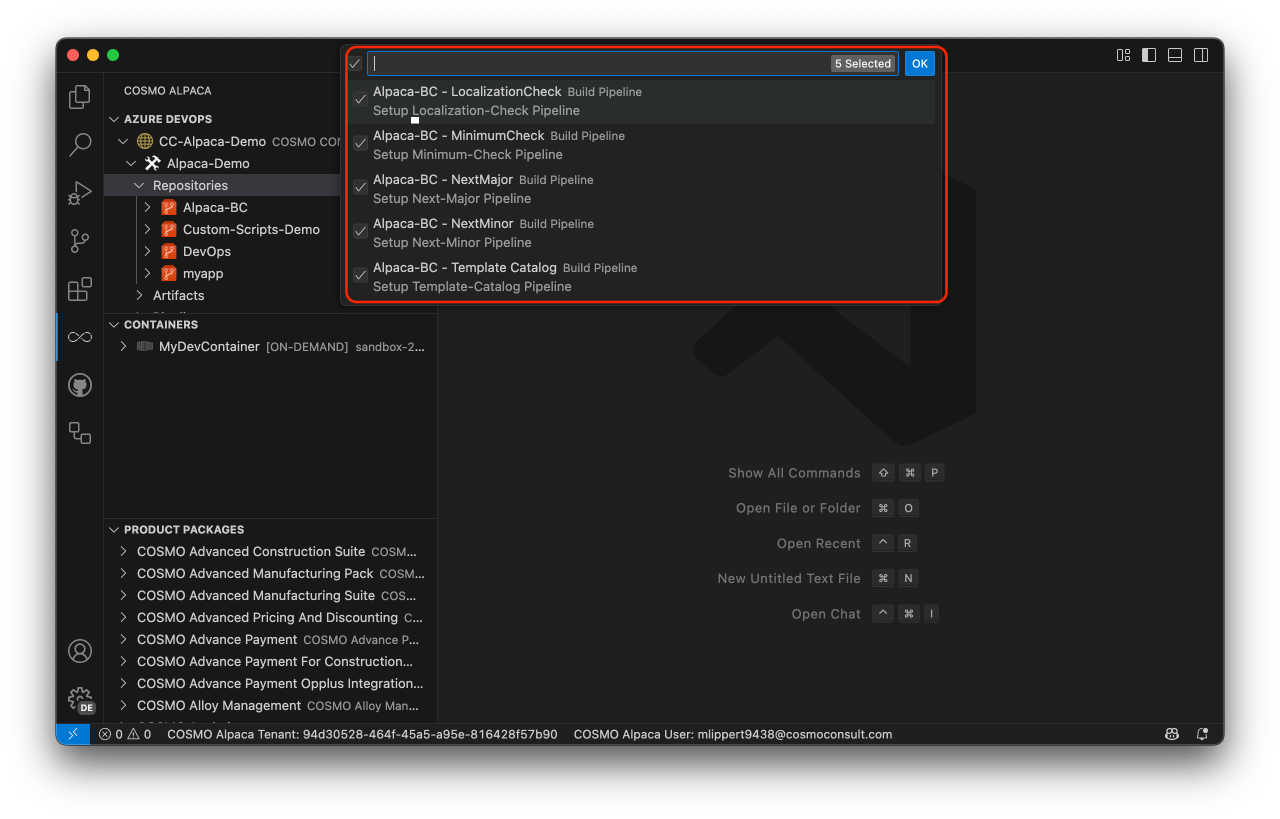 5 Selected
OK
Alpaca-BC - LocalizationCheck Build Pipeline
Setup Localization-Check Pipeline
Alpaca-BC - MinimumCheck Build Pipeline
Setup Minimum-Check Pipeline
Alpaca-BC - NextMajor Build Pipeline
Setup Next-Major Pipeline
Alpaca-BC - NextMinor Build Pipeline
Setup Next-Minor Pipeline
Alpaca-BC - Template Catalog Build Pipeline
Setup Template-Catalog Pipeline
COSMO ALPACA
AZURE DEVOPS
CC-Alpaca-Demo COSMO CON
Alpaca-Demo
Repositories
Alpaca-BC
Custom-Scripts-Demo
DevOps
myapp
Artifacts
CONTAINERS
MyDevContainer [ON-DEMAND] sandbox-2...
PRODUCT PACKAGES
COSMO Advanced Construction Suite COSM...
COSMO Advanced Manufacturing Pack COSM...
COSMO Advanced Manufacturing Suite COS...
COSMO Advanced Pricing And Discounting C...
COSMO Advance Payment COSMO Advance P...
COSMO Advance Payment For Construction...
COSMO Advance Payment Opplus Integration...
COSMO Alloy Management COSMO Alloy Man...
Show All Commands ⇧ ⌘ P
Open File or Folder ⌘ O
Open Recent ^ R
New Untitled Text File ⌘ N
Open Chat ^ ⌘ I
DE
0 0 COSMO Alpaca Tenant: 94d30528-464f-45a5-a95e-816428f57b90 COSMO Alpaca User: mlippert9438@cosmoconsult.com